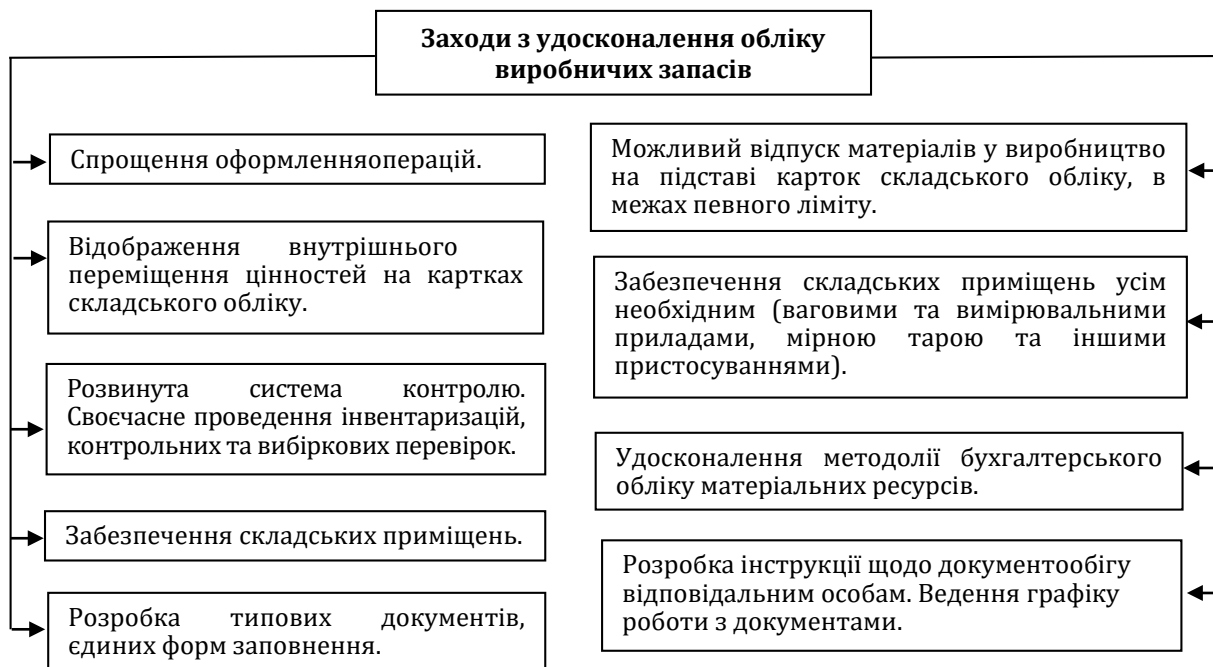 Заходи з удосконалення обліку
виробничих запасів
Спрощення оформленняоперацій.
Відображення внутрішнього
переміщення цінностей на картках
складського обліку.
Розвинута система контролю.
Своєчасне проведення інвентаризацій,
контрольних та вибіркових перевірок.
Забезпечення складських приміщень.
Розробка типових документів,
єдиних форм заповнення.
Можливий відпуск матеріалів у виробництво
на підставі карток складського обліку, в
межах певного ліміту.
Забезпечення складських приміщень усім
необхідним (ваговими та вимірювальними
приладами, мірною тарою та іншими
пристосуваннями).
Удосконалення методології бухгалтерського
обліку матеріальних ресурсів.
Розробка інструкції щодо документообігу
відповідальним особам. Ведення графіку
роботи з документами.